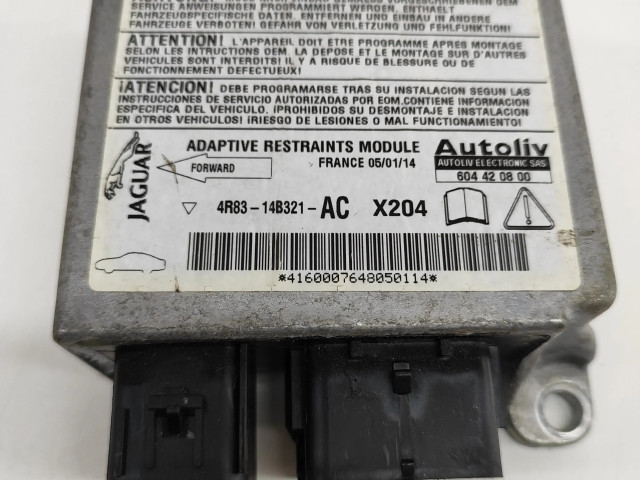 SERVICE ANWEISUNGEN PROGRAMMIERT WERDEN, ENTHAELT
FAHRZEUGSPEZIFISCHE DATEN. ENTFERNEN UND EINBAU IN ANDERE
FAHRZEUGE VERBOTEN! GEFAHR VON VERLETZUNG UND FEHLFUNKTION!
ATTENTION! L'APPAREIL DOIT ETRE PROGRAMME APRES MONTAGE
SELON LES INSTRUCTIONS OEM. LA DEPOSE ET LE MONTAGE SUR D'AUTRES
VEHICULES SONT INTERDITS! IL Y A RISQUE DE BLESSURE OU DE
FONCTIONNEMENT DEFECTUEUX!
¡ATENCION! DEBE PROGRAMARSE TRAS SU INSTALACION SEGUN LAS
INSTRUCCIONES DE SERVICIO AUTORIZADAS POR EOM.CONTIENE INFORMACION
ESPECIFICA DEL VEHICULO. ¡PROHIBIDOS SU DESMONTAJE E INSTALACION
EN OTROS VEHICULOS! ¡RIESGO DE LESIONES O MAL FUNCIONAMIENTO!
JAGUAR
FORWARD
ADAPTIVE RESTRAINTS MODULE
FRANCE 05/01/14
Autoliv
AUTOLIV ELECTRONIC SAS
604 42 08 00
4R83-14B321-AC X204
*4160007648050114*